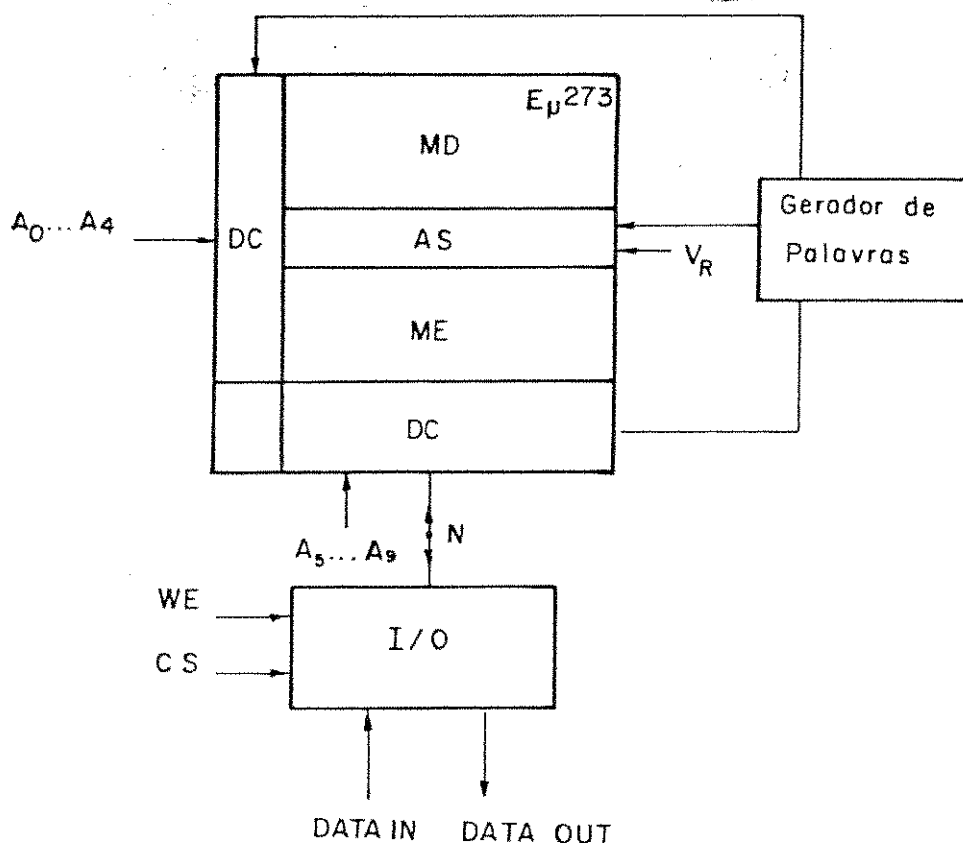 Eμ273
MD
Gerador de
Palavras
A0...A4
DC
AS
VR
ME
DC
A5...A9
N
WE
I/O
CS
DATA IN
DATA OUT